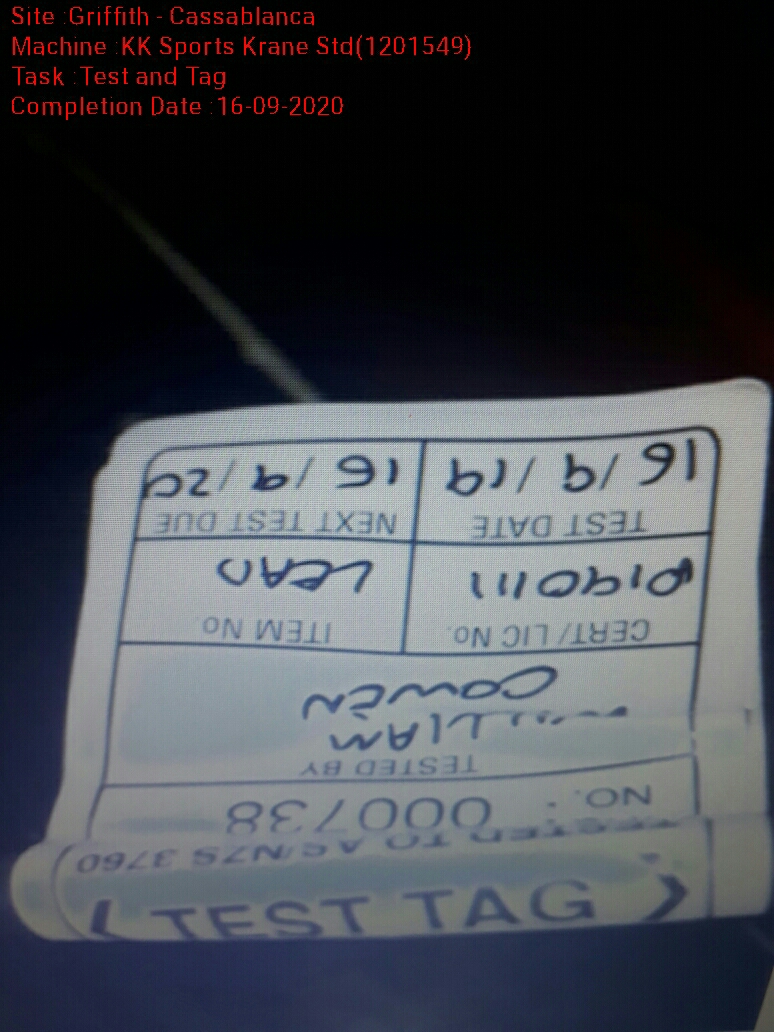 Site :Griffith - Cassablanca
Machine :KK Sports Krane Std(1201549)
Task :Test and Tag
Completion Date :16-09-2020
TEST TAG
TESTED TO AS/NZS 3760
NO. : 000738
TESTED BY
WILLIAM
COWEN
CERT/LIC No. ITEM No
LEAD
TEST DATE NEXT TEST DUE
16/9/19 16/9/20